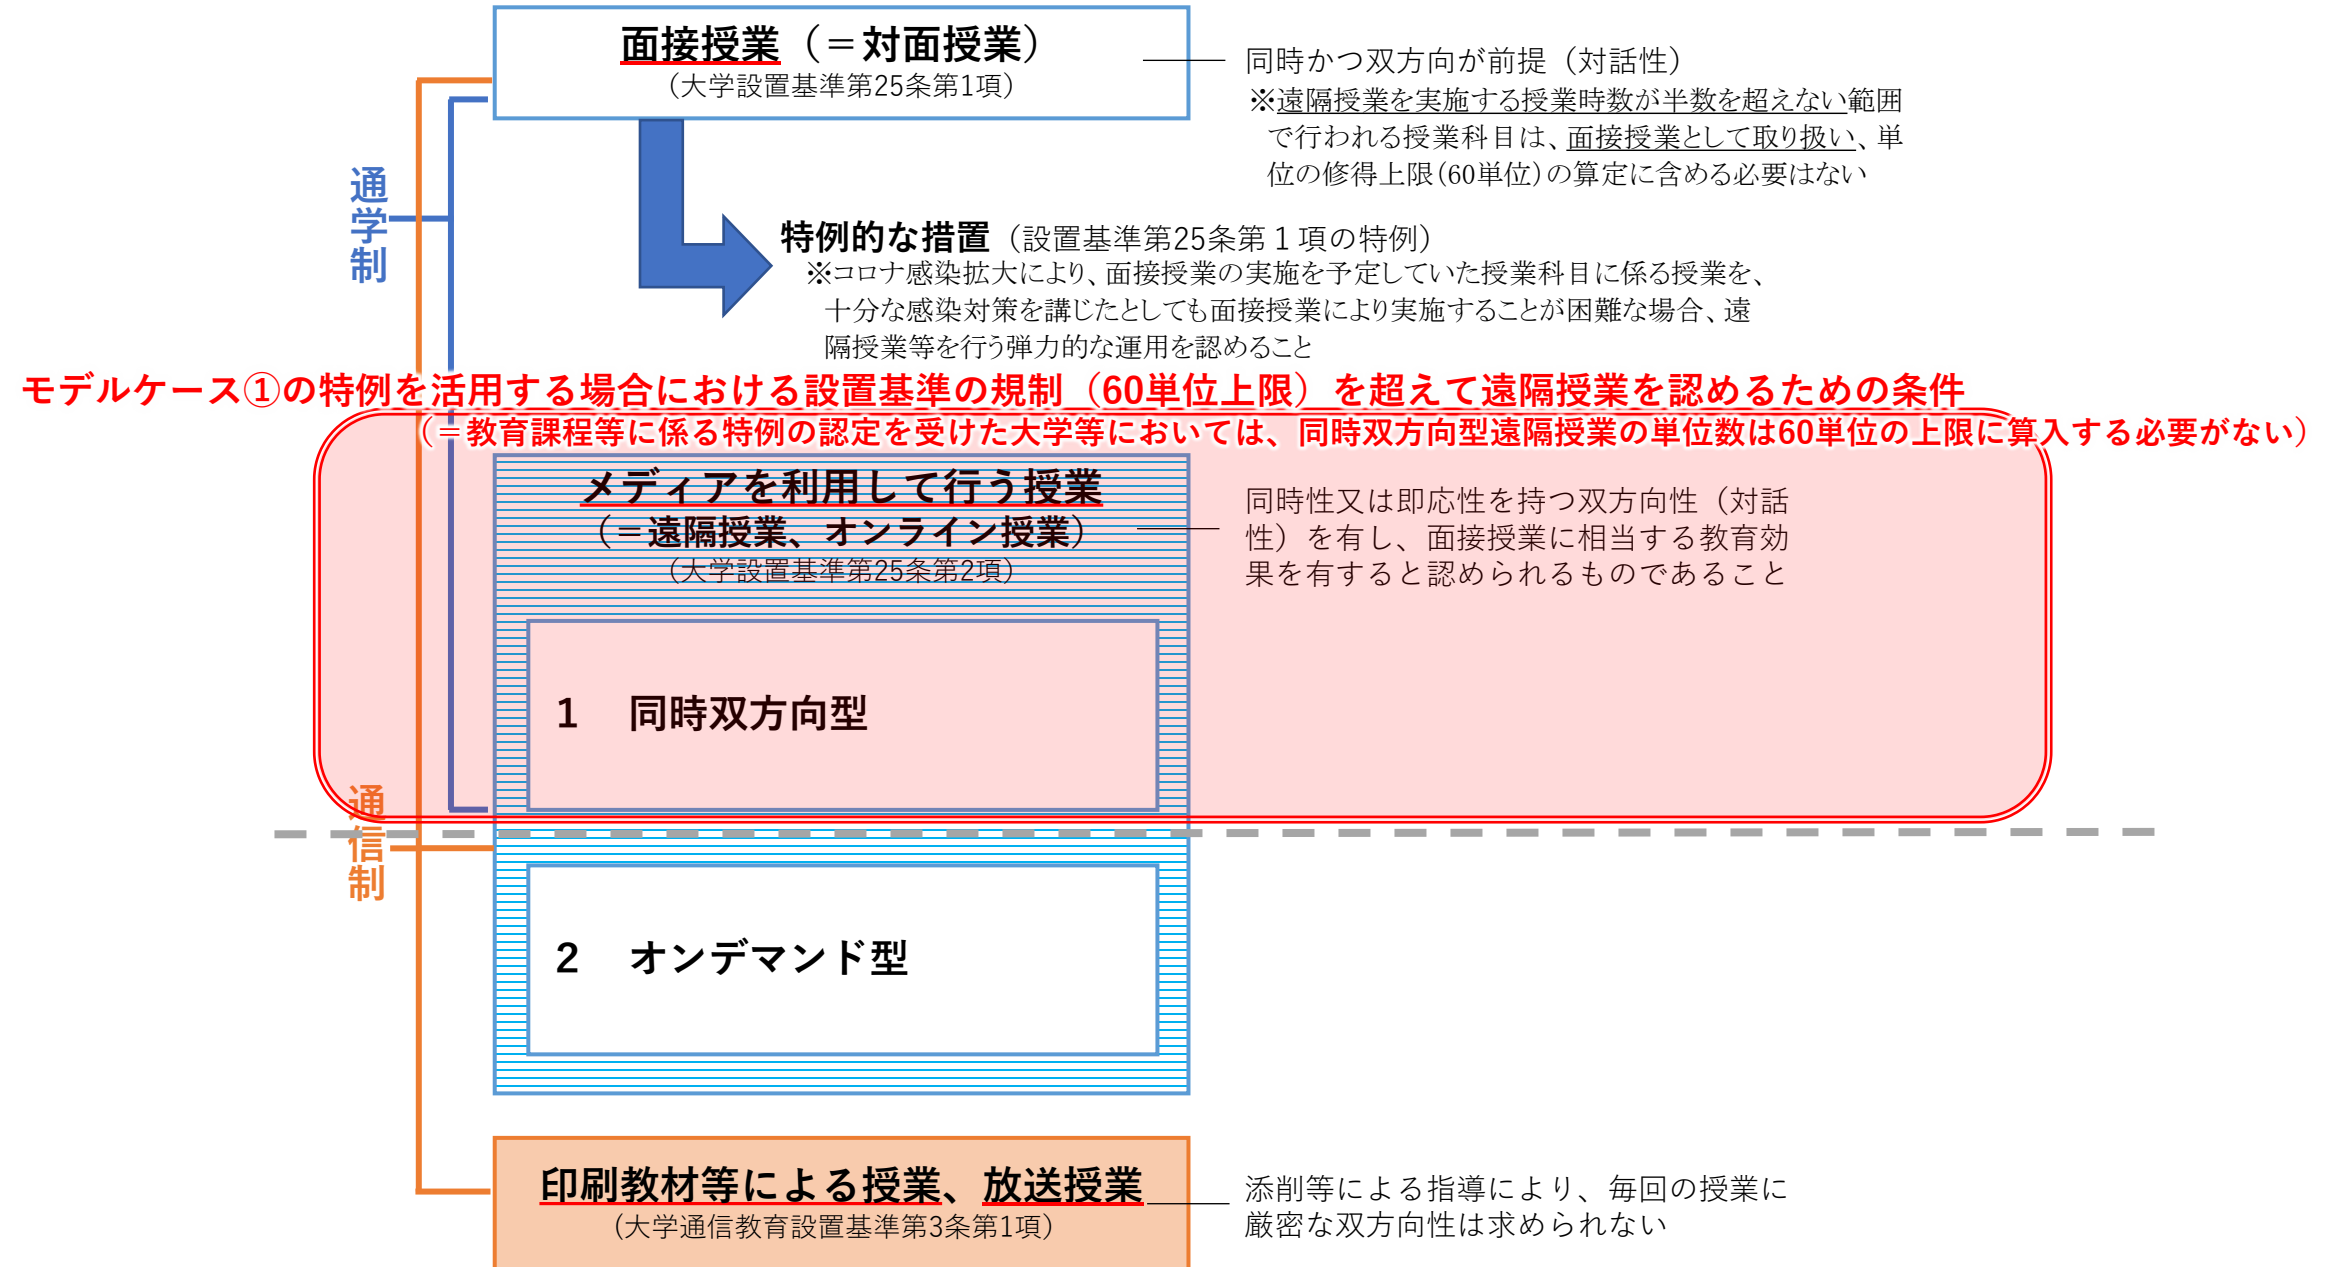 面接授業（＝対面授業）
（大学設置基準第25条第1項）
同時かつ双方向が前提（対話性）
※遠隔授業を実施する授業時数が半数を超えない範囲
で行われる授業科目は、面接授業として取り扱い、単
位の修得上限（60単位）の算定に含める必要はない
通学制
特例的な措置（設置基準第25条第１項の特例）
※コロナ感染拡大により、面接授業の実施を予定していた授業科目に係る授業を、
十分な感染対策を講じたとしても面接授業により実施することが困難な場合、遠
隔授業等を行う弾力的な運用を認めること
モデルケース①の特例を活用する場合における設置基準の規制（60単位上限）を超えて遠隔授業を認めるための条件
（＝教育課程等に係る特例の認定を受けた大学等においては、同時双方向型遠隔授業の単位数は60単位の上限に算入する必要がない）
メディアを利用して行う授業
（＝遠隔授業、オンライン授業）
（大学設置基準第25条第2項）
同時性又は即応性を持つ双方向性（対話
性）を有し、面接授業に相当する教育効
果を有すると認められるものであること
1　同時双方向型
通信制
2　オンデマンド型
印刷教材等による授業、放送授業
（大学通信教育設置基準第3条第1項）
添削等による指導により、毎回の授業に
厳密な双方向性は求められない